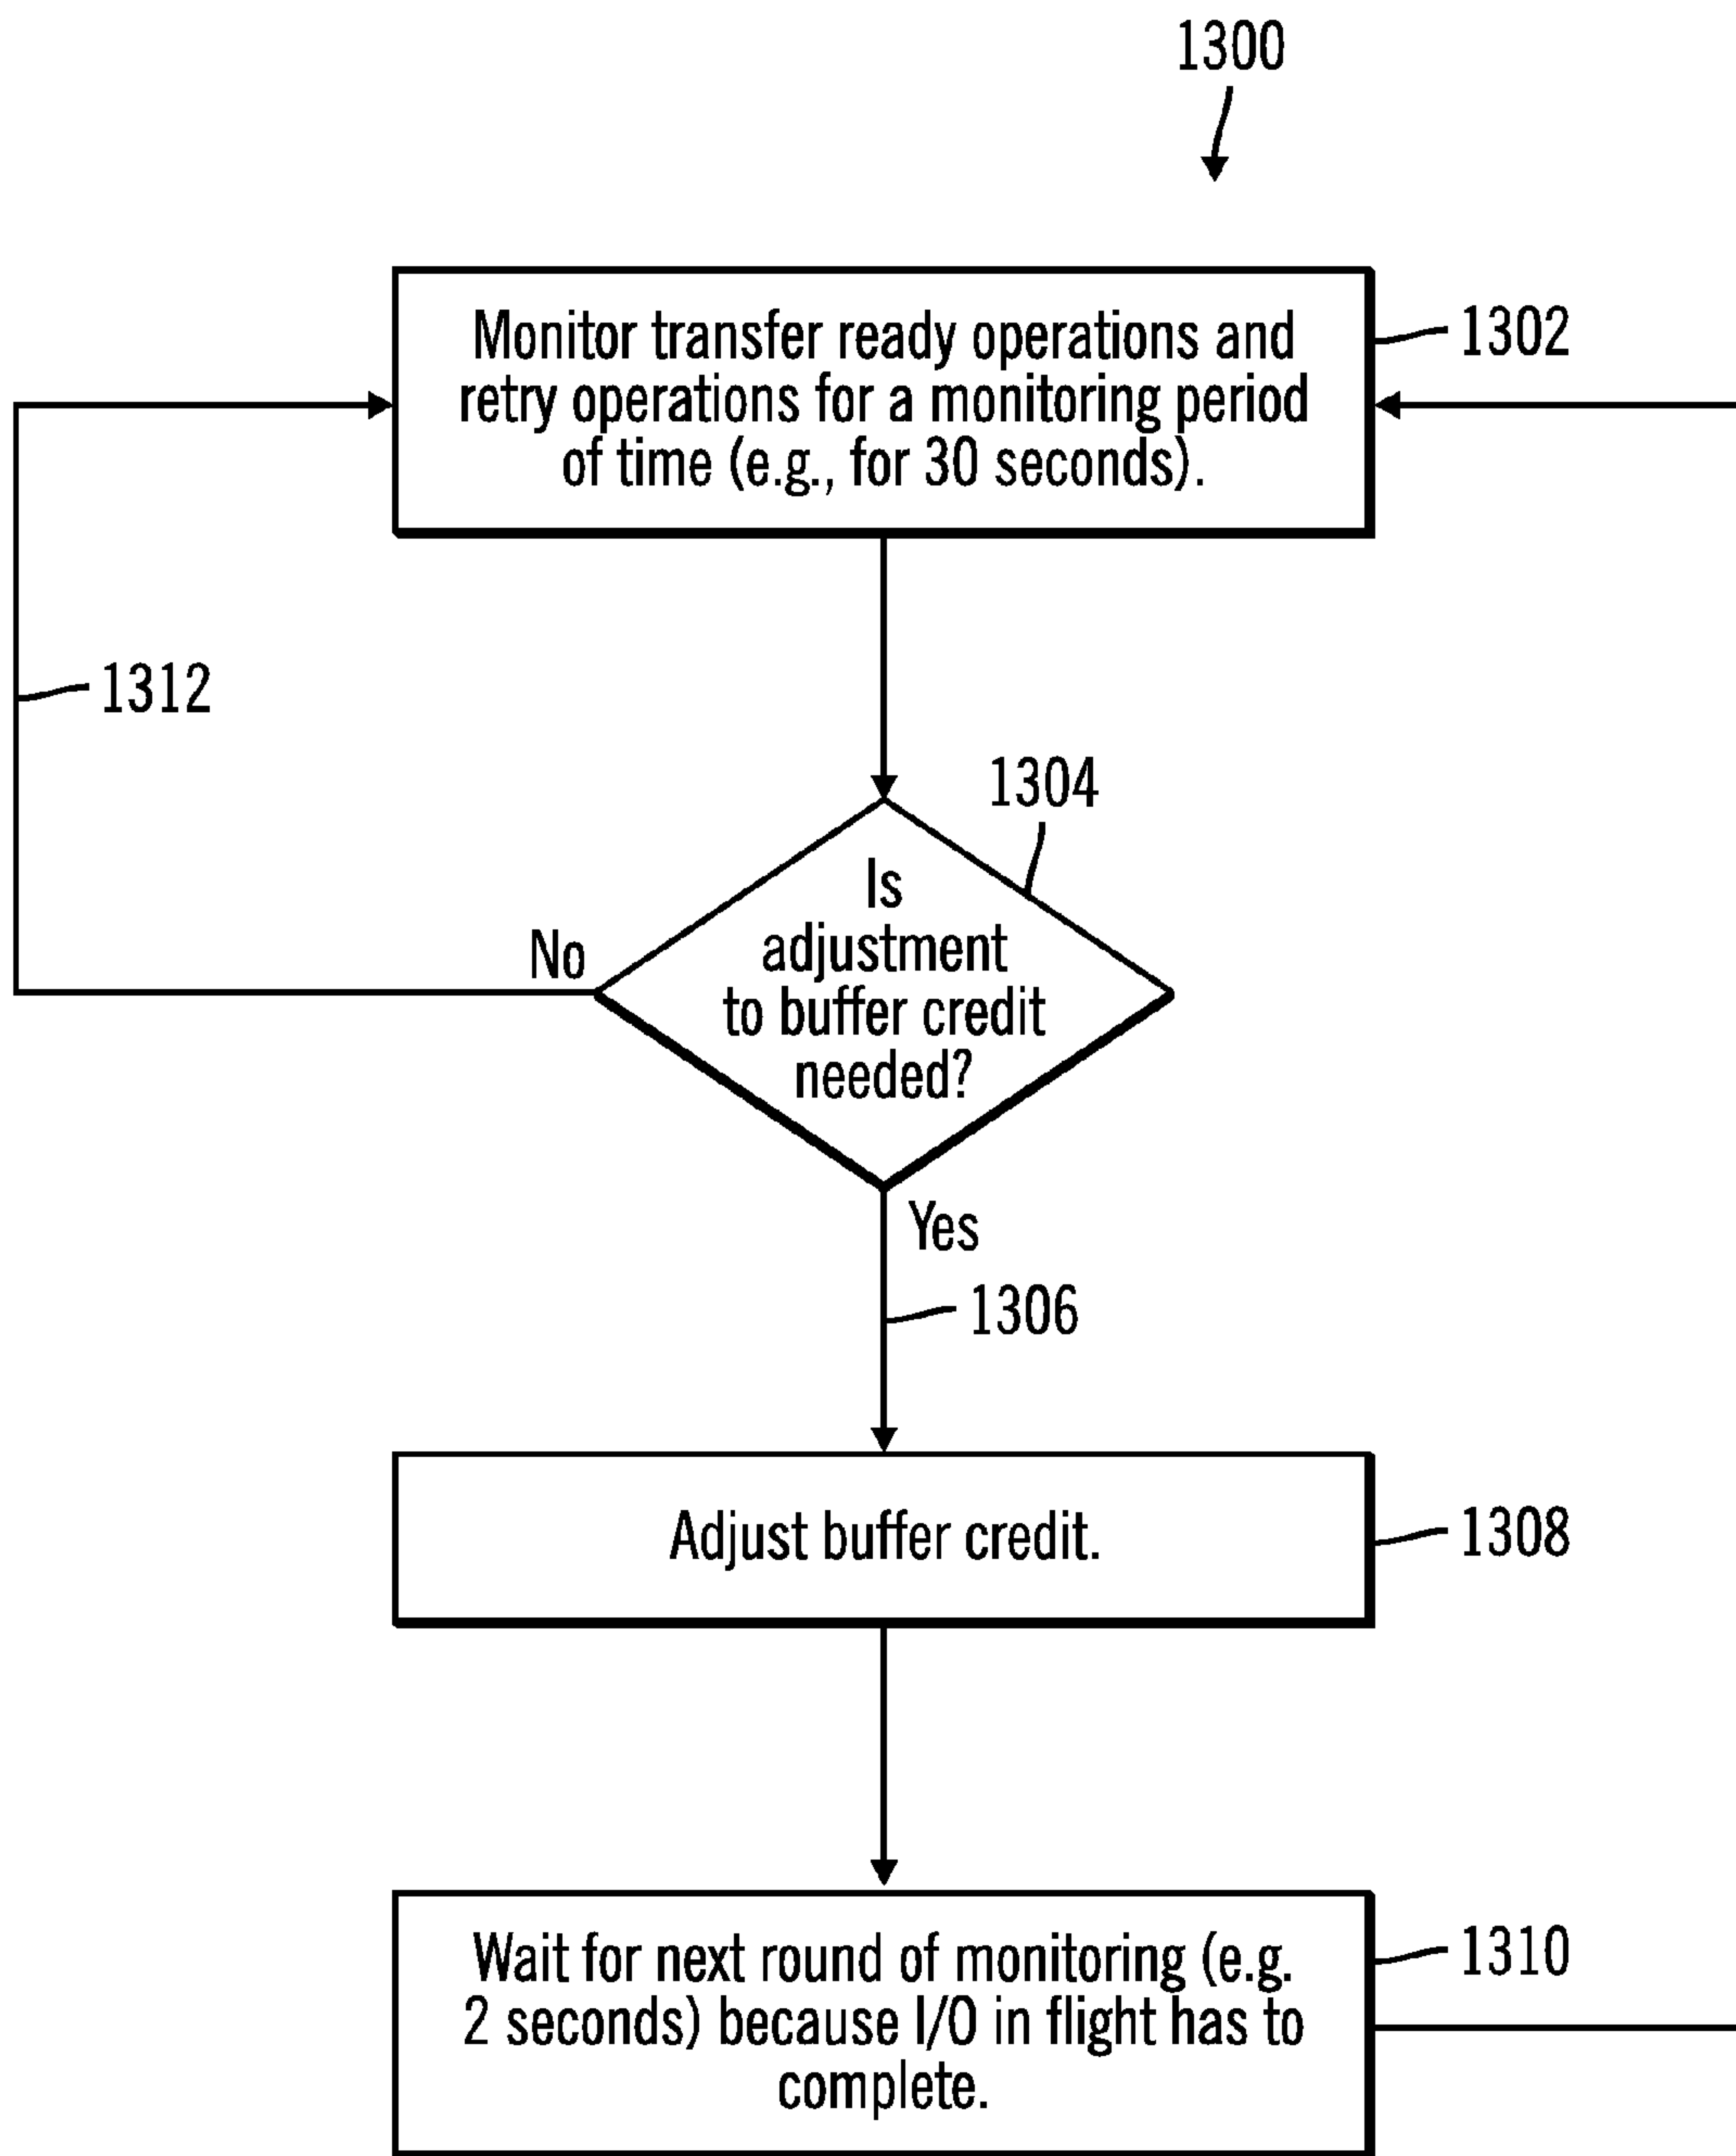 1300
Monitor transfer ready operations and
retry operations for a monitoring period
of time (e.g., for 30 seconds).
1302
1312
1304
Is
adjustment
to buffer credit
needed?
No
Yes
1306
Adjust buffer credit.
1308
Wait for next round of monitoring (e.g.
2 seconds) because I/O in flight has to
complete.
1310